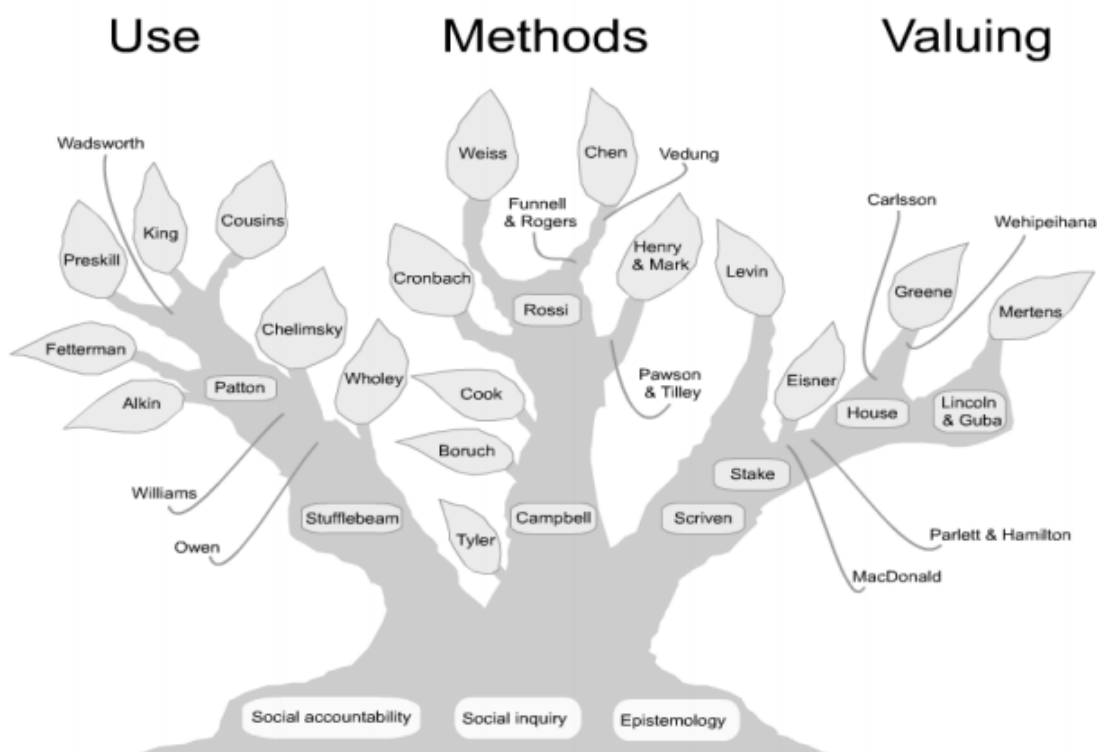 Use
Methods
Valuing
Wadsworth
King
Cousins
Preskill
Chelimsky
Fetterman
Wholey
Patton
Alkin
Williams
Stufflebeam
Owen
Weiss
Chen
Vedung
Funnell
& Rogers
Henry
& Mark
Cronbach
Rossi
Pawson
& Tilley
Cook
Boruch
Campbell
Tyler
Levin
Carlsson
Wehipeihana
Greene
Mertens
Eisner
House
Lincoln
& Guba
Stake
Scriven
Parlett & Hamilton
MacDonald
Social accountability
Social inquiry
Epistemology